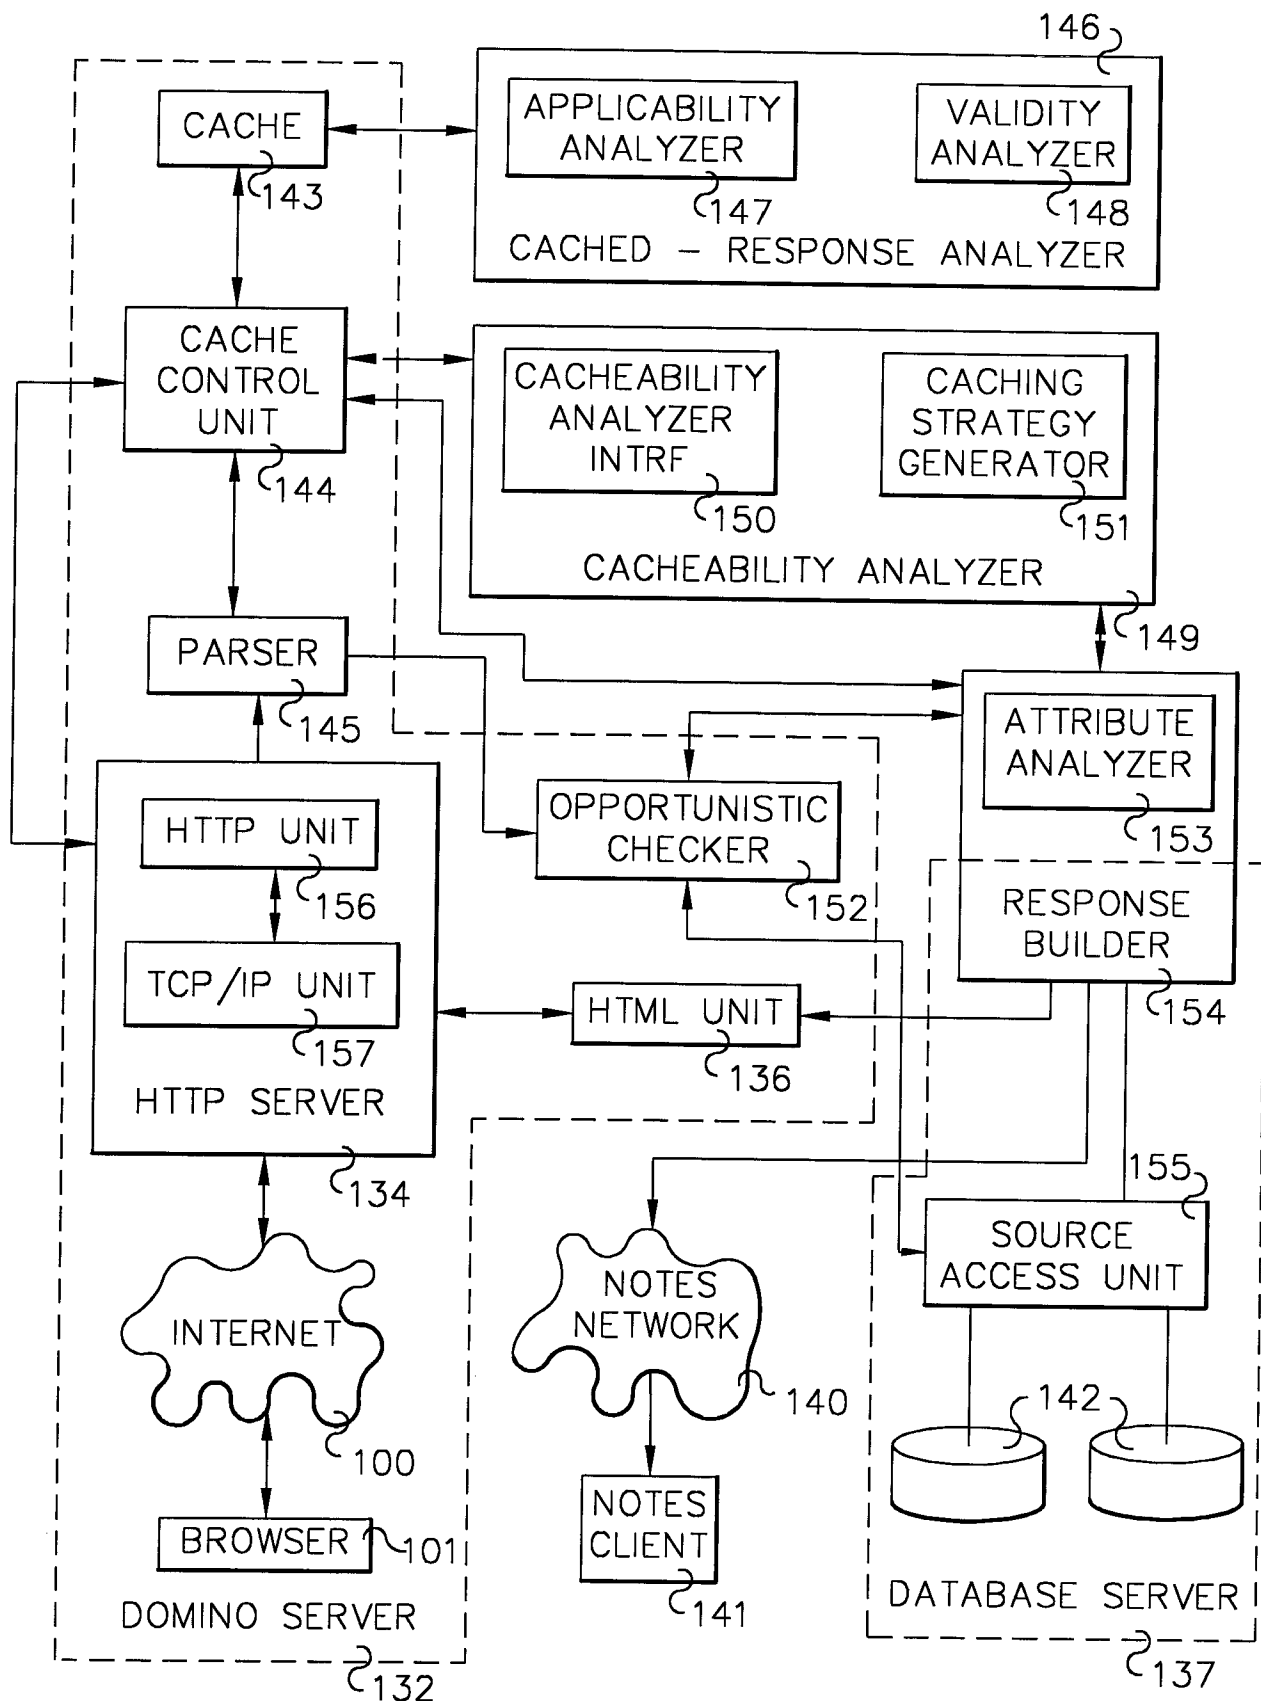 146
CACHE
143
APPLICABILITY
ANALYZER
147
VALIDITY
ANALYZER
148
CACHED - RESPONSE ANALYZER
CACHE
CONTROL
UNIT
144
CACHEABILITY
ANALYZER
INTRF
150
CACHING
STRATEGY
GENERATOR
151
CACHEABILITY ANALYZER
149
PARSER
145
ATTRIBUTE
ANALYZER
153
OPPORTUNISTIC
CHECKER
152
HTTP UNIT
156
RESPONSE
BUILDER
154
TCP/IP UNIT
157
HTML UNIT
136
HTTP SERVER
134
155
SOURCE
ACCESS UNIT
INTERNET
100
NOTES
NETWORK
140
142
BROWSER
101
NOTES
CLIENT
141
DOMINO SERVER
132
DATABASE SERVER
137